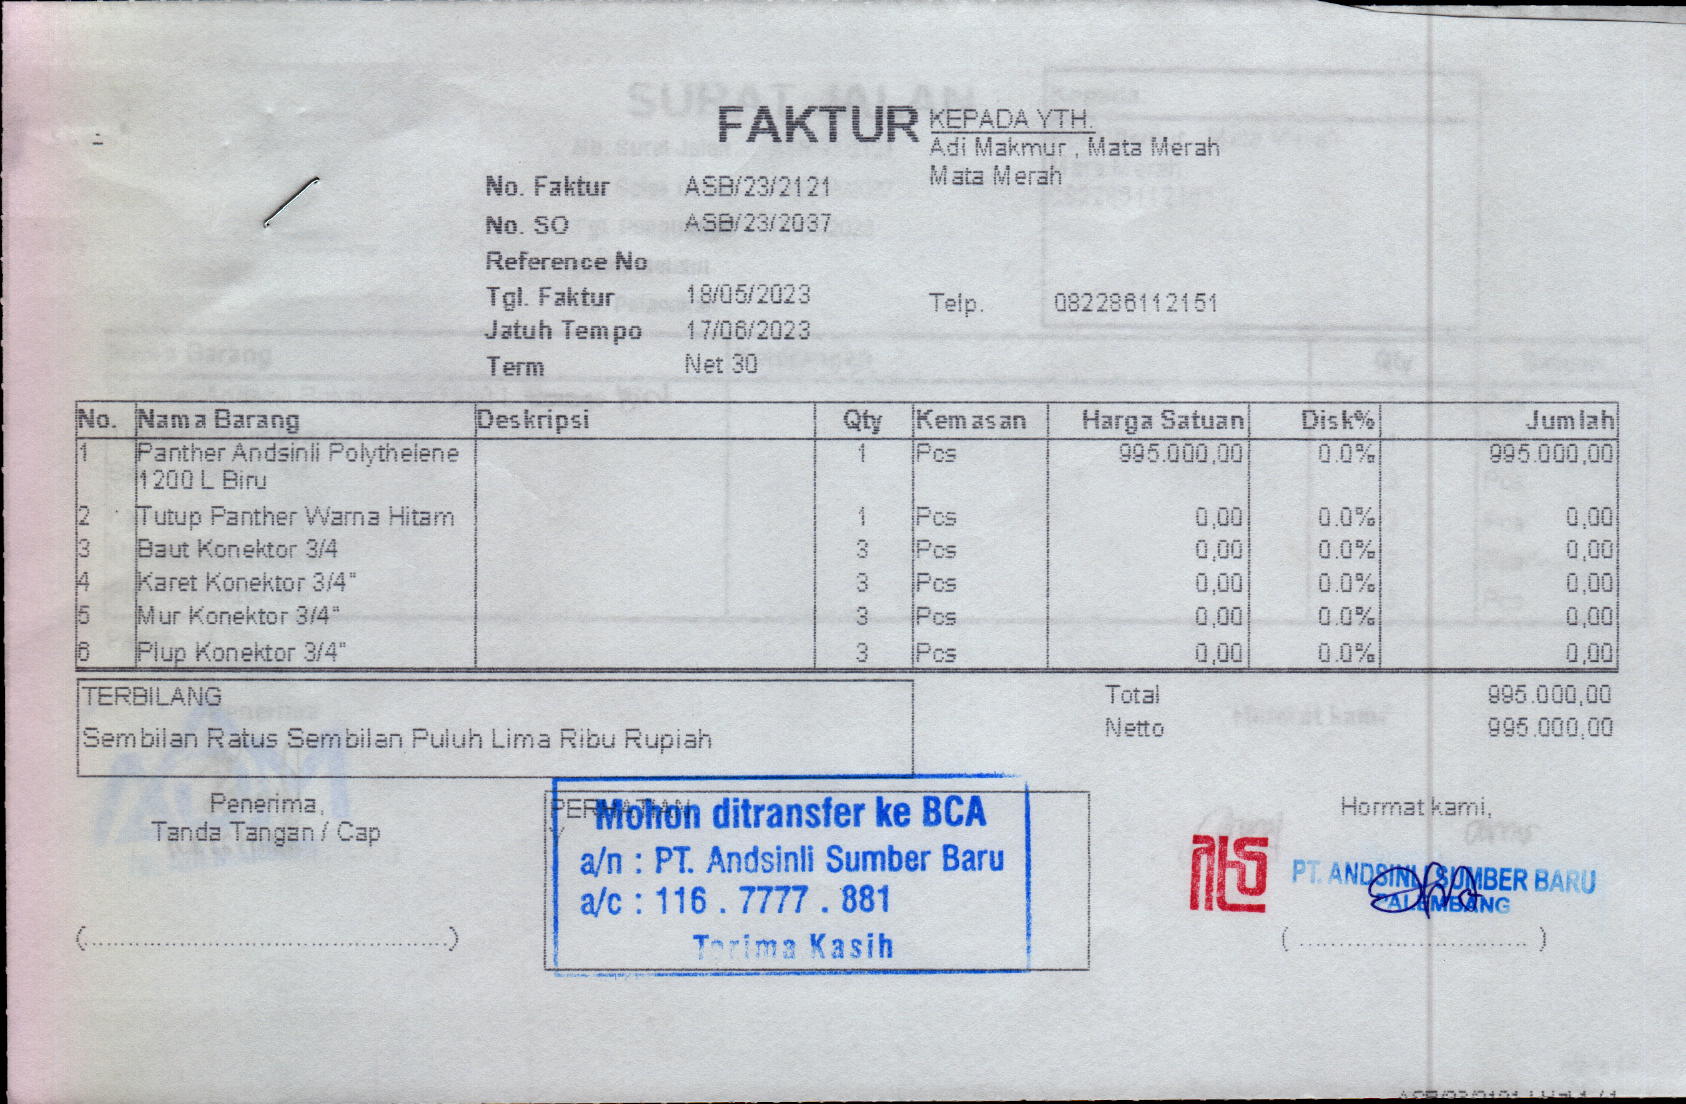 FAKTUR
KEPADA YTH.
Adi Makmur , Mata Merah
Mata Merah
No. Faktur ASB/23/2121
No. SO ASB/23/2037
Reference No
Tgl. Faktur 18/05/2023
Telp. 082286112151
Jatuh Tempo 17/06/2023
Term Net 30
No. Nama Barang Deskripsi Qty Kemasan Harga Satuan Disk% Jumlah
1 Panther Andsinli Polythelene 1 Pcs 995.000,00 0.0% 995.000,00
1200 L Biru
2 Tutup Panther Warna Hitam 1 Pcs 0,00 0.0% 0,00
3 Baut Konektor 3/4 3 Pcs 0,00 0.0% 0,00
4 Karet Konektor 3/4" 3 Pcs 0,00 0.0% 0,00
5 Mur Konektor 3/4" 3 Pcs 0,00 0.0% 0,00
6 Plup Konektor 3/4" 3 Pcs 0,00 0.0% 0,00
TERBILANG
Sembilan Ratus Sembilan Puluh Lima Ribu Rupiah
Total 995.000,00
Netto 995.000,00
Penerima,
Tanda Tangan / Cap
PERHATIAN
Mohon ditransfer ke BCA
a/n : PT. Andsinli Sumber Baru
a/c : 116 . 7777 . 881
Terima Kasih
Hormat kami,
PT. ANDSINLI SUMBER BARU
PALEMBANG